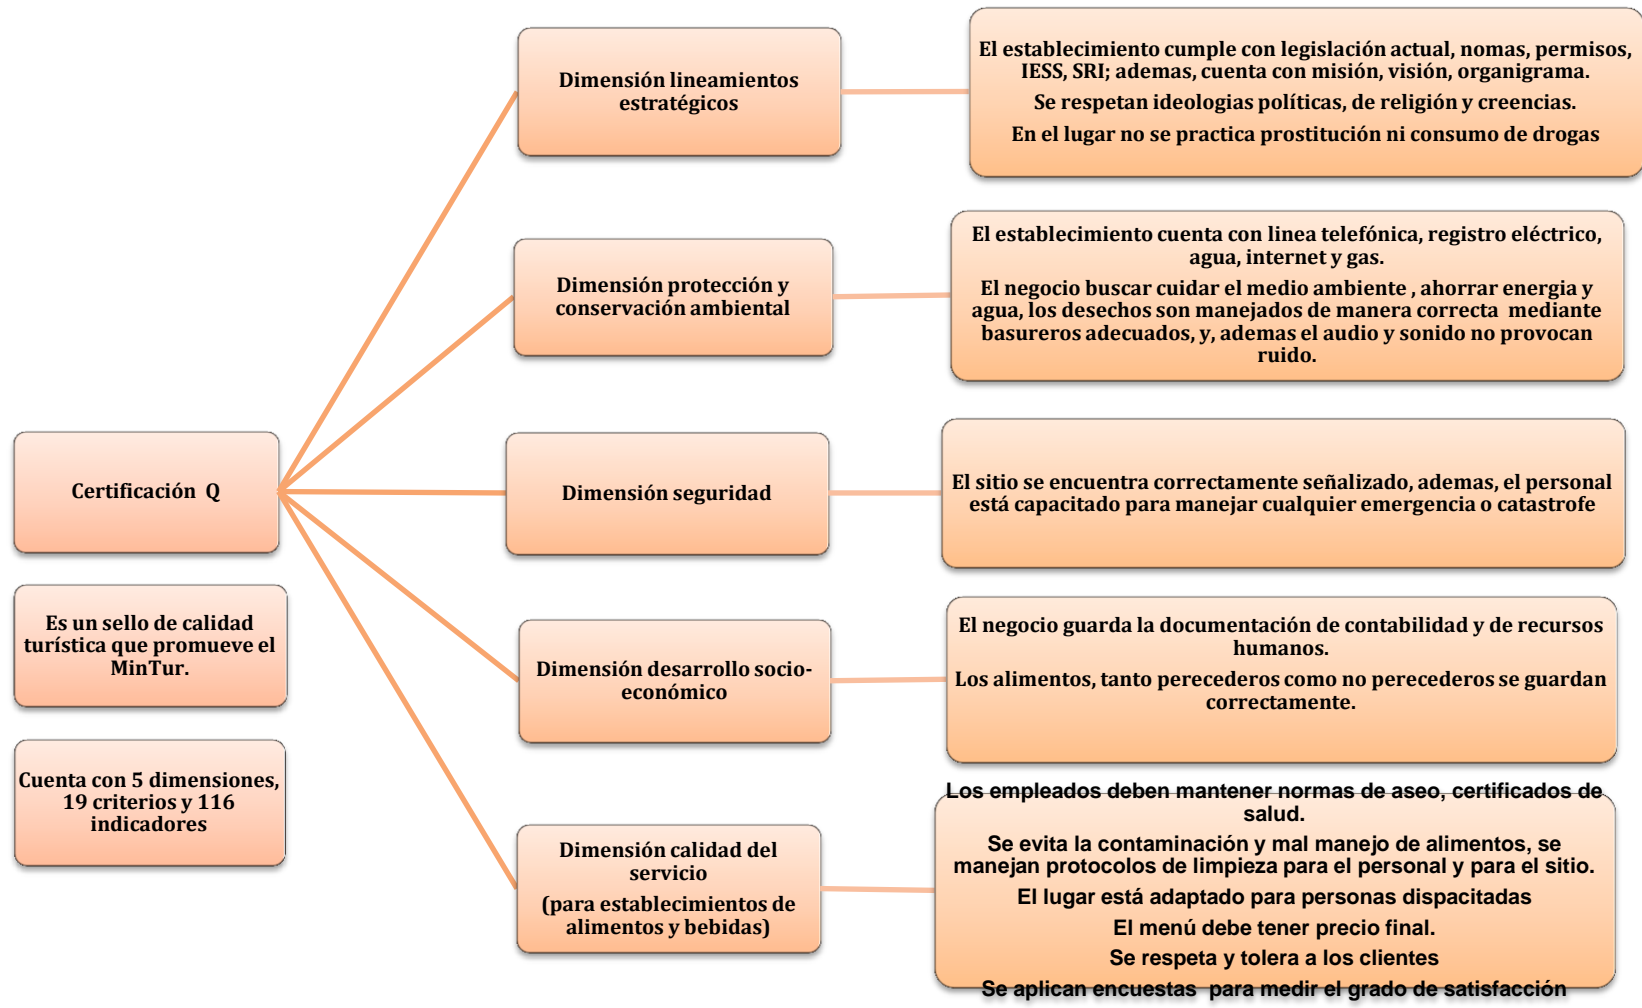 Certificación  Q
Es un sello de calidad
turística que promueve el
MinTur.
Cuenta con 5 dimensiones,
19 criterios y 116
indicadores
Dimensión lineamientos
estratégicos
El establecimiento cumple con legislación actual, nomas, permisos,
IESS, SRI; ademas, cuenta con misión, visión, organigrama.
Se respetan ideologias políticas, de religión y creencias.
En el lugar no se practica prostitución ni consumo de drogas
Dimensión protección y
conservación ambiental
El establecimiento cuenta con linea telefónica, registro eléctrico,
agua, internet y gas.
El negocio buscar cuidar el medio ambiente , ahorrar energia y
agua, los desechos son manejados de manera correcta  mediante
basureros adecuados, y, ademas el audio y sonido no provocan
ruido.
Dimensión seguridad
El sitio se encuentra correctamente señalizado, ademas, el personal
está capacitado para manejar cualquier emergencia o catastrofe
Dimensión desarrollo socio-
económico
El negocio guarda la documentación de contabilidad y de recursos
humanos.
Los alimentos, tanto perecederos como no perecederos se guardan
correctamente.
Dimensión calidad del
servicio
(para establecimientos de
alimentos y bebidas)
Los empleados deben mantener normas de aseo, certificados de
salud.
Se evita la contaminación y mal manejo de alimentos, se
manejan protocolos de limpieza para el personal y para el sitio.
El lugar está adaptado para personas dispacitadas
El menú debe tener precio final.
Se respeta y tolera a los clientes
Se aplican encuestas  para medir el grado de satisfacción